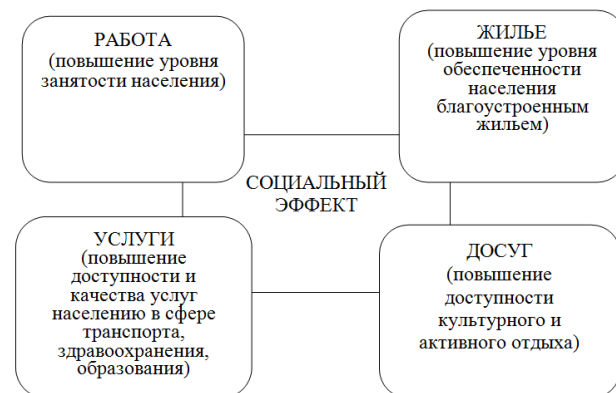 РАБОТА
(повышение уровня
занятости населения)
ЖИЛЬЕ
(повышение уровня
обеспеченности
населения
благоустроенным
жильем)
СОЦИАЛЬНЫЙ
ЭФФЕКТ
УСЛУГИ
(повышение
доступности и
качества услуг
населению в сфере
транспорта,
здравоохранения,
образования)
ДОСУГ
(повышение
доступности
культурного и
активного отдыха)